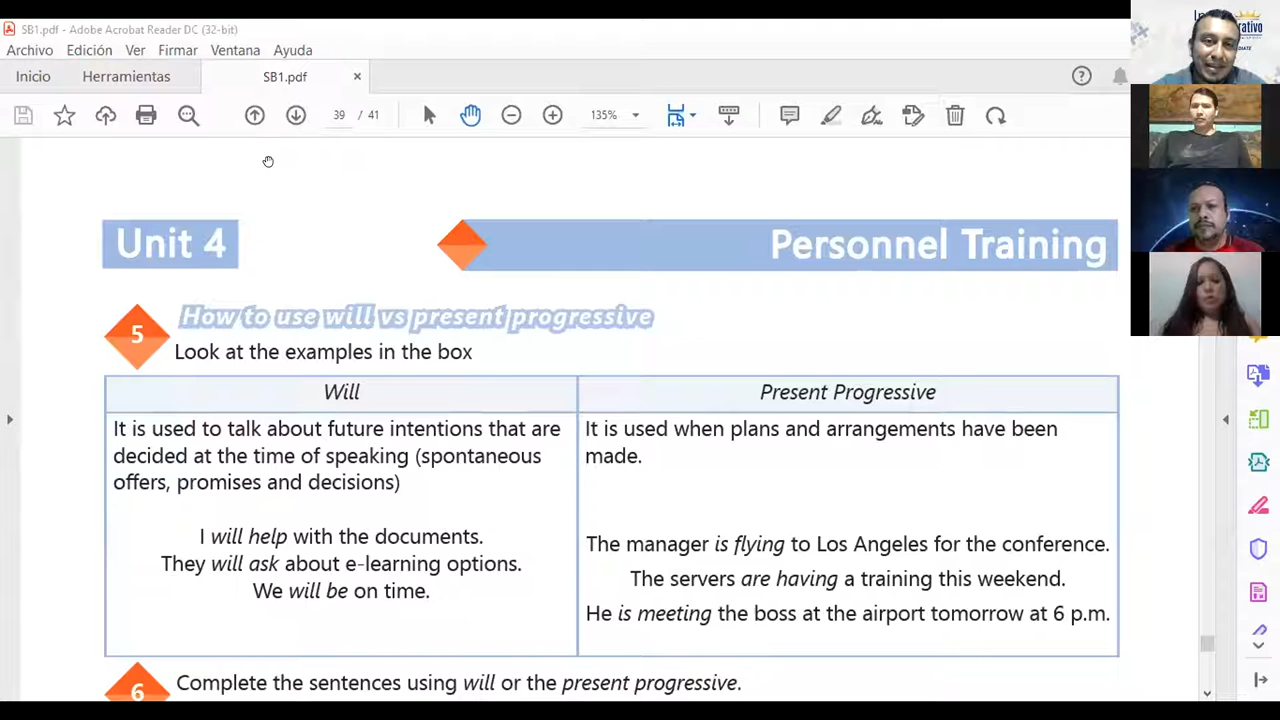 SB1.pdf - Adobe Acrobat Reader DC (32-bit)
Archivo Edición Ver Firmar Ventana Ayuda
Inicio Herramientas SB1.pdf ×
39 / 41 135%
Unit 4 Personnel Training
5 How to use will vs present progressive
Look at the examples in the box
Will
It is used to talk about future intentions that are
decided at the time of speaking (spontaneous
offers, promises and decisions)
I will help with the documents.
They will ask about e-learning options.
We will be on time.
Present Progressive
It is used when plans and arrangements have been
made.
The manager is flying to Los Angeles for the conference.
The servers are having a training this weekend.
He is meeting the boss at the airport tomorrow at 6 p.m.
6 Complete the sentences using will or the present progressive.